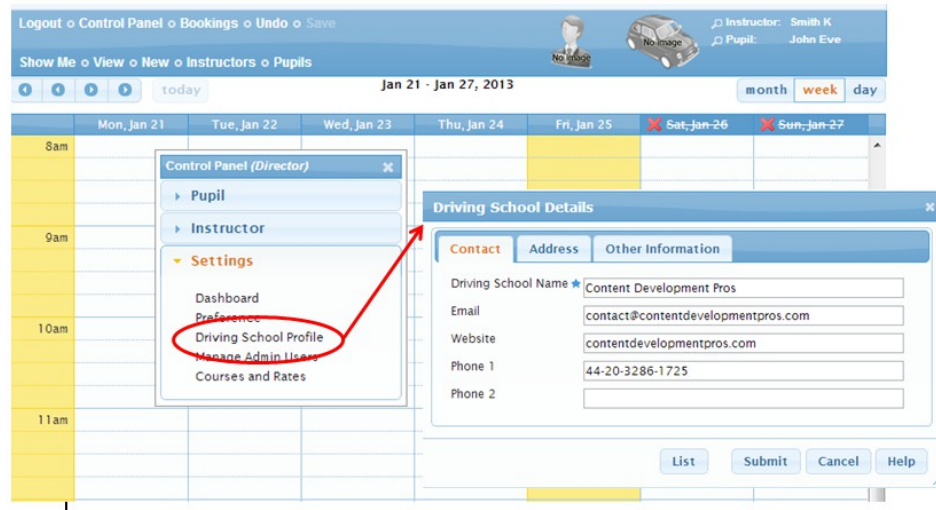 Logout o Control Panel o Bookings o Undo o Save
No Image
No Image
Instructor: Smith K
Pupil: John Eve
Show Me o View o New o Instructors o Pupils
today
Jan 21 - Jan 27, 2013
month week day
Mon, Jan 21 Tue, Jan 22 Wed, Jan 23 Thu, Jan 24 Fri, Jan 25 Sat, Jan 26 Sun, Jan 27
8am
9am
10am
11am
Control Panel (Director)
Pupil
Instructor
Settings
Dashboard
Preference
Driving School Profile
Manage Admin Users
Courses and Rates
Driving School Details
Contact Address Other Information
Driving School Name Content Development Pros
Email contact@contentdevelopmentpros.com
Website contentdevelopmentpros.com
Phone 1 44-20-3286-1725
Phone 2
List Submit Cancel Help